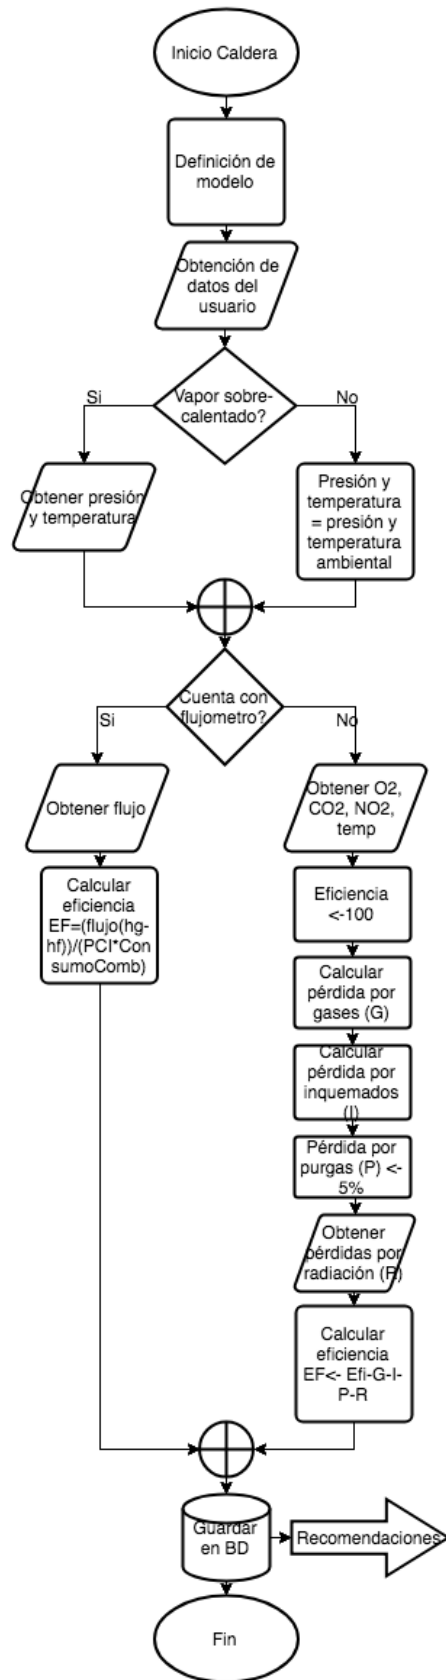 Inicio Caldera
Definición de
modelo
Obtención de
datos del
usuario
Vapor sobre-
calentado?
Si
No
Obtener presión
y temperatura
Presión y
temperatura
= presión y
temperatura
ambiental
Cuenta con
flujometro?
Si
No
Obtener flujo
Calcular
eficiencia
EF=(flujo(hg-
hf))/(PCI*Con
sumoComb)
Obtener O2,
CO2, NO2,
temp
Eficiencia
<-100
Calcular
pérdida por
gases (G)
Calcular
pérdida por
inquemados
(I)
Pérdida por
purgas (P) <-
5%
Obtener
pérdidas por
radiación (R)
Calcular
eficiencia
EF<- Efi-G-I-
P-R
Guardar
en BD
Recomendaciones
Fin